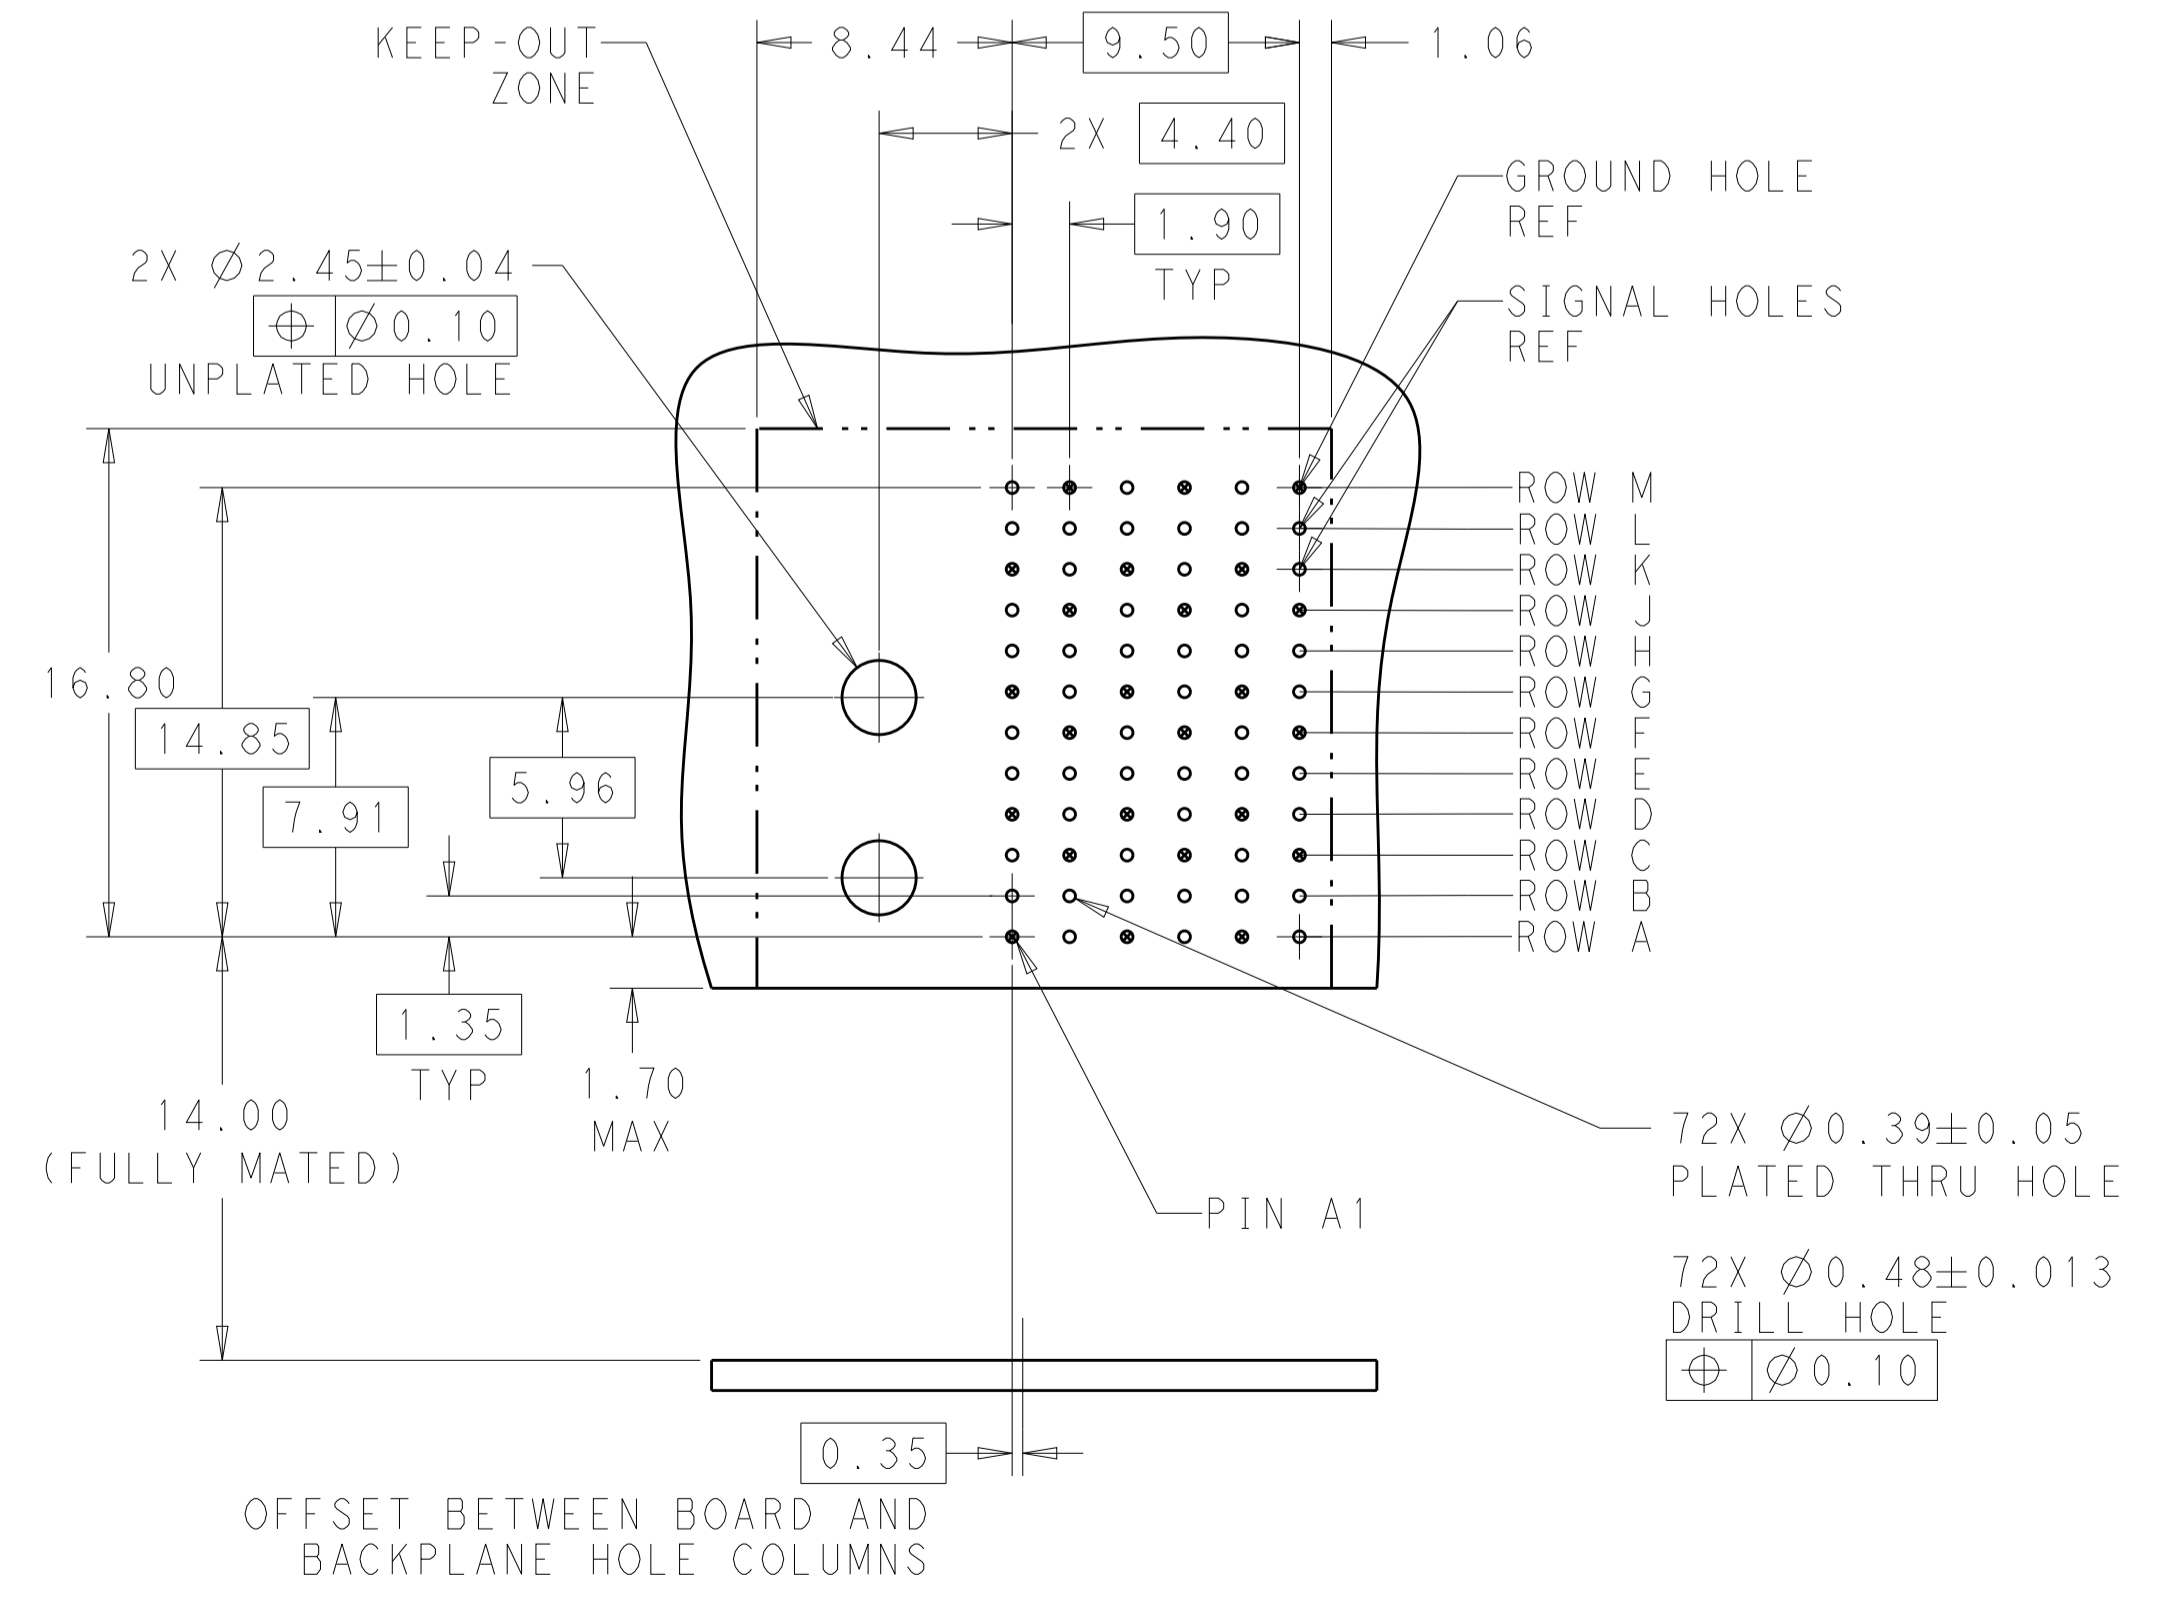 KEEP-OUT
ZONE
8.44
9.50
1.06
2X 4.40
1.90
TYP
GROUND HOLE
REF
SIGNAL HOLES
REF
2X Ø2.45±0.04
⌖ Ø0.10
UNPLATED HOLE
ROW M
ROW L
ROW K
ROW J
ROW H
ROW G
ROW F
ROW E
ROW D
ROW C
ROW B
ROW A
16.80
14.85
7.91
5.96
1.35
TYP
1.70
MAX
14.00
(FULLY MATED)
PIN A1
72X Ø0.39±0.05
PLATED THRU HOLE
72X Ø0.48±0.013
DRILL HOLE
⌖ Ø0.10
0.35
OFFSET BETWEEN BOARD AND
BACKPLANE HOLE COLUMNS